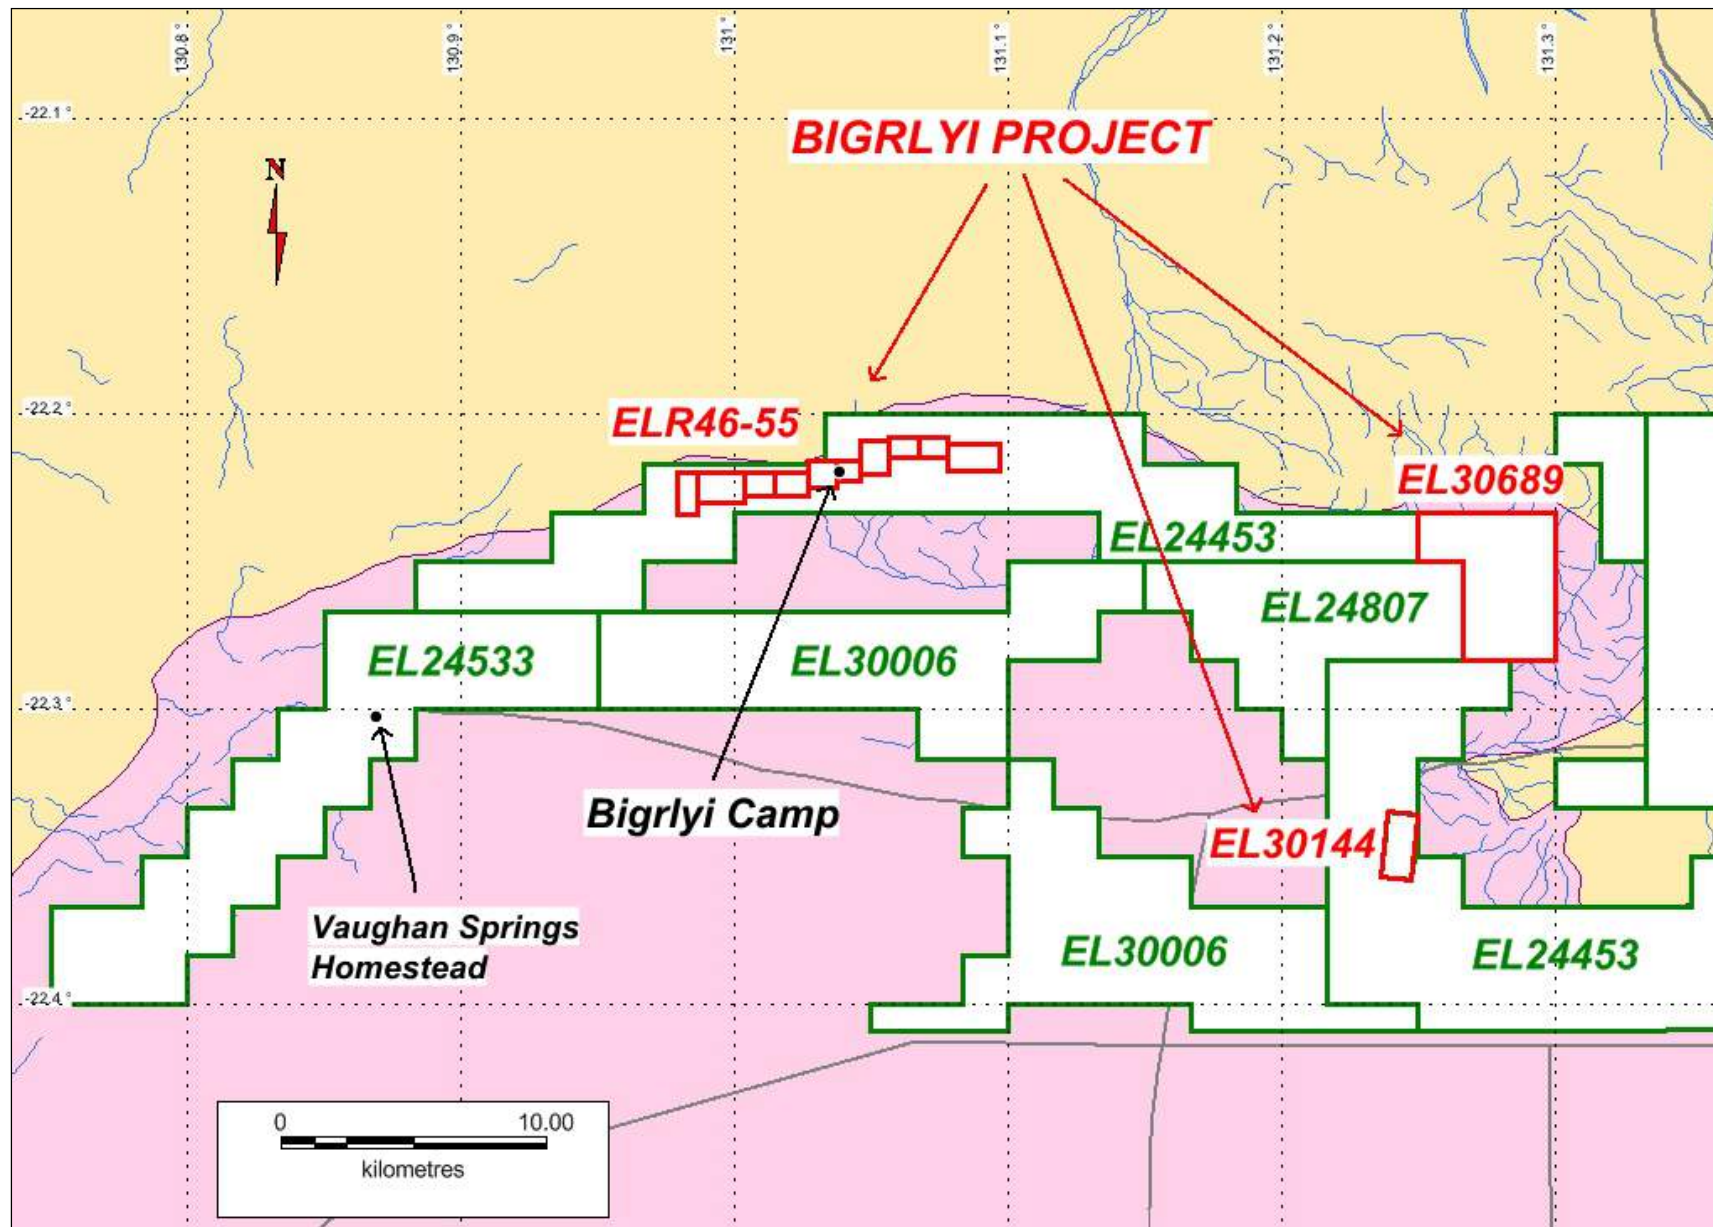 130.8 °
130.9 °
131 °
131.1 °
131.2 °
131.3 °
-22.1 °
BIGRLYI PROJECT
N
-22.2 °
ELR46-55
EL30689
EL24453
EL24807
EL24533
EL30006
-22.3 °
Bigrlyi Camp
EL30144
Vaughan Springs
Homestead
EL30006
EL24453
-22.4 °
0
10.00
kilometres